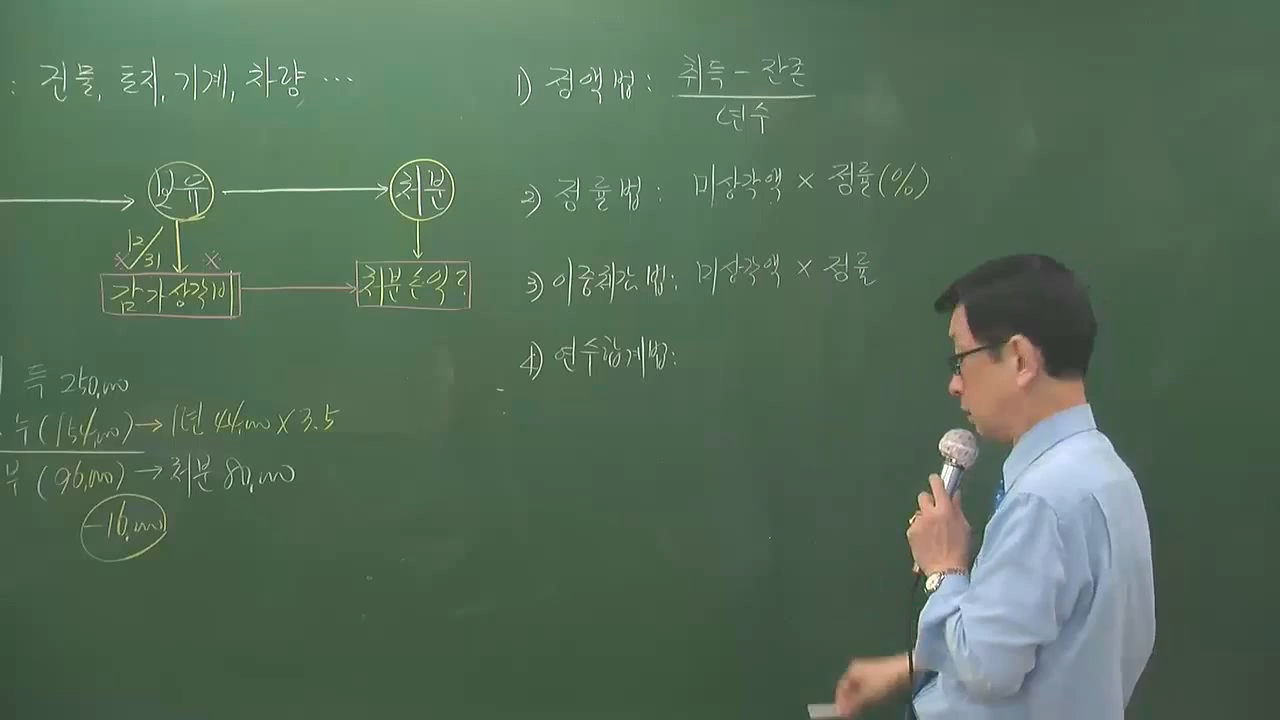 : 건물, 토지, 기계, 차량, ...
보유 → 처분
12/31
감가상각비 → 처분손익?
득 250,000
누 (154,000) → 1년 44,000 × 3.5
부 (96,000) → 처분 80,000
-16,000
1) 정액법 : 취득 - 잔존
년수
2) 정률법 : 미상각액 × 정률(%)
3) 이중체감법: 미상각액 × 정률
4) 연수합계법: